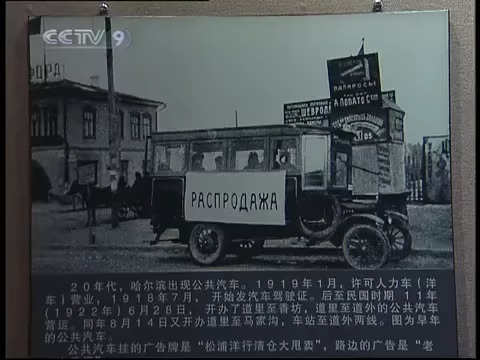 CCTV 9
ПАПИРОСЫ
А.ЛОПАТО С
ШЕВРОЛ
РАСПРОДАЖА
20年代，哈尔滨出现公共汽车。1919年1月，许可人力车（洋
车）营业，1918年7月，开始发汽车驾驶证。后至民国时期 11年
（1922）6月28日，开办了道里至香坊，道里至道外的公共汽车
营运。同年8月14日又开办道里至马家沟，车站至道外两线。图为早年
的公共汽车。
公共汽车挂的广告牌是“松浦洋行清仓大甩卖”，路边的广告牌是“老